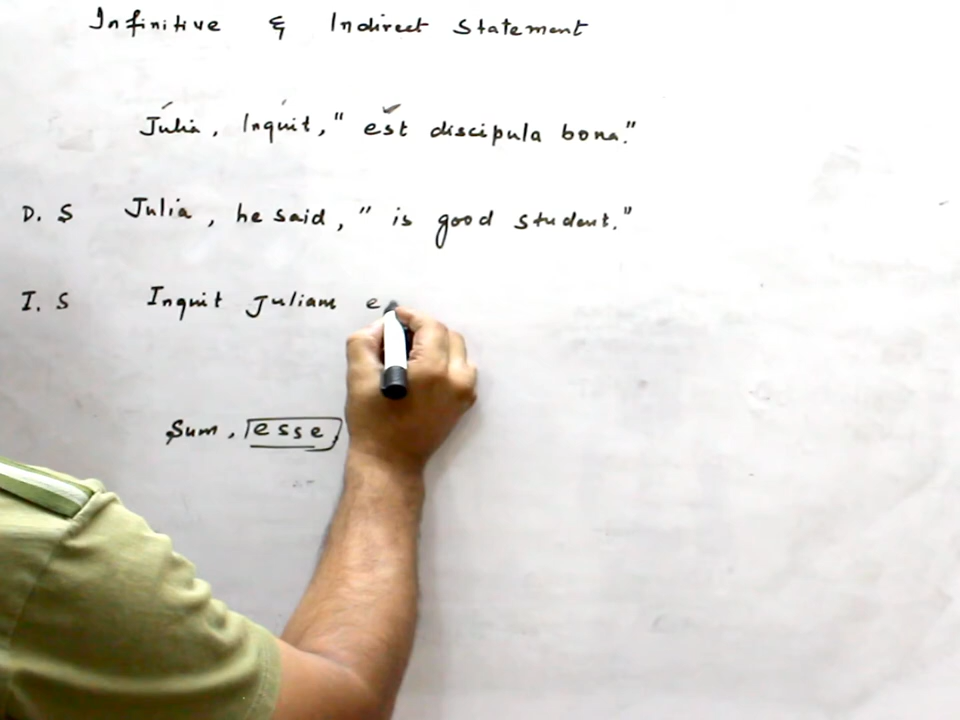 Infinitive & Indirect Statement
Julia, Inquit, " est discipula bona."
D. S Julia, he said, " is good student."
I. S Inquit Juliam e
Sum, esse,